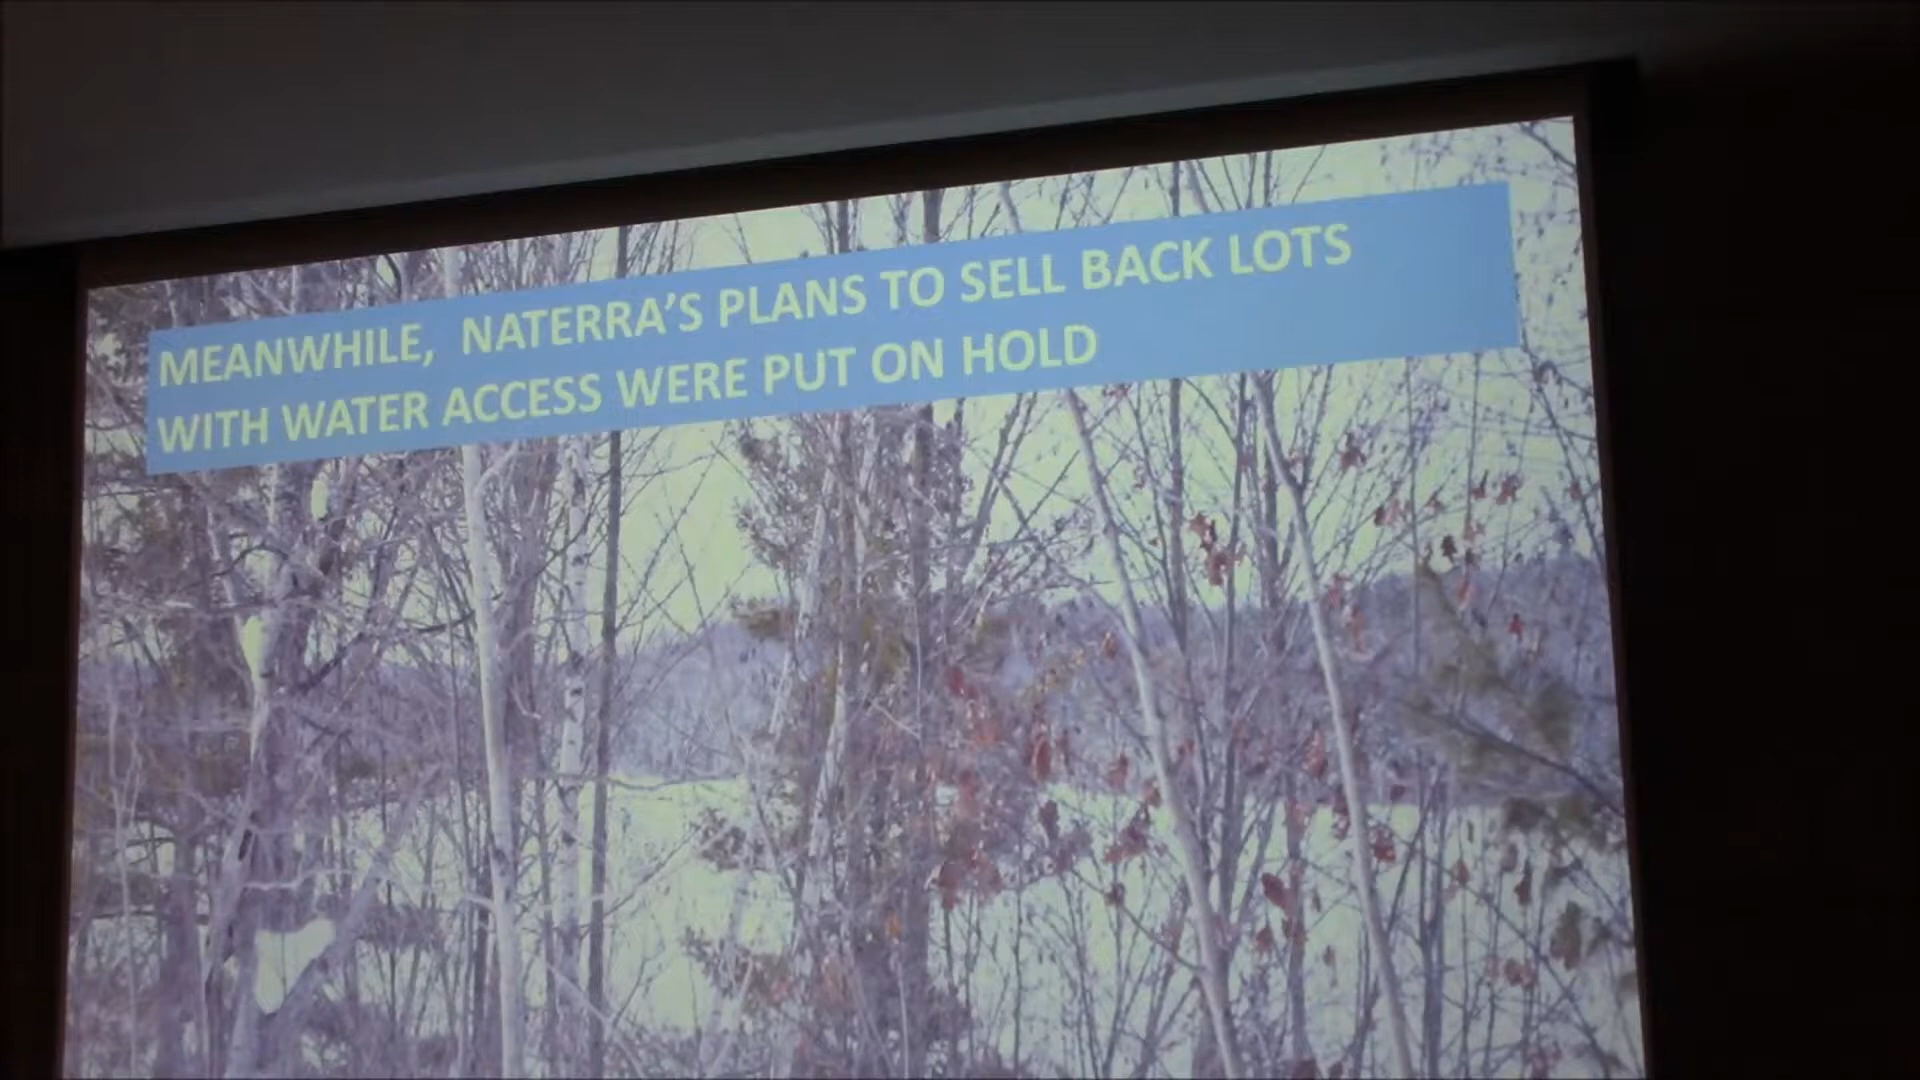 MEANWHILE, NATERRA'S PLANS TO SELL BACK LOTS
WITH WATER ACCESS WERE PUT ON HOLD